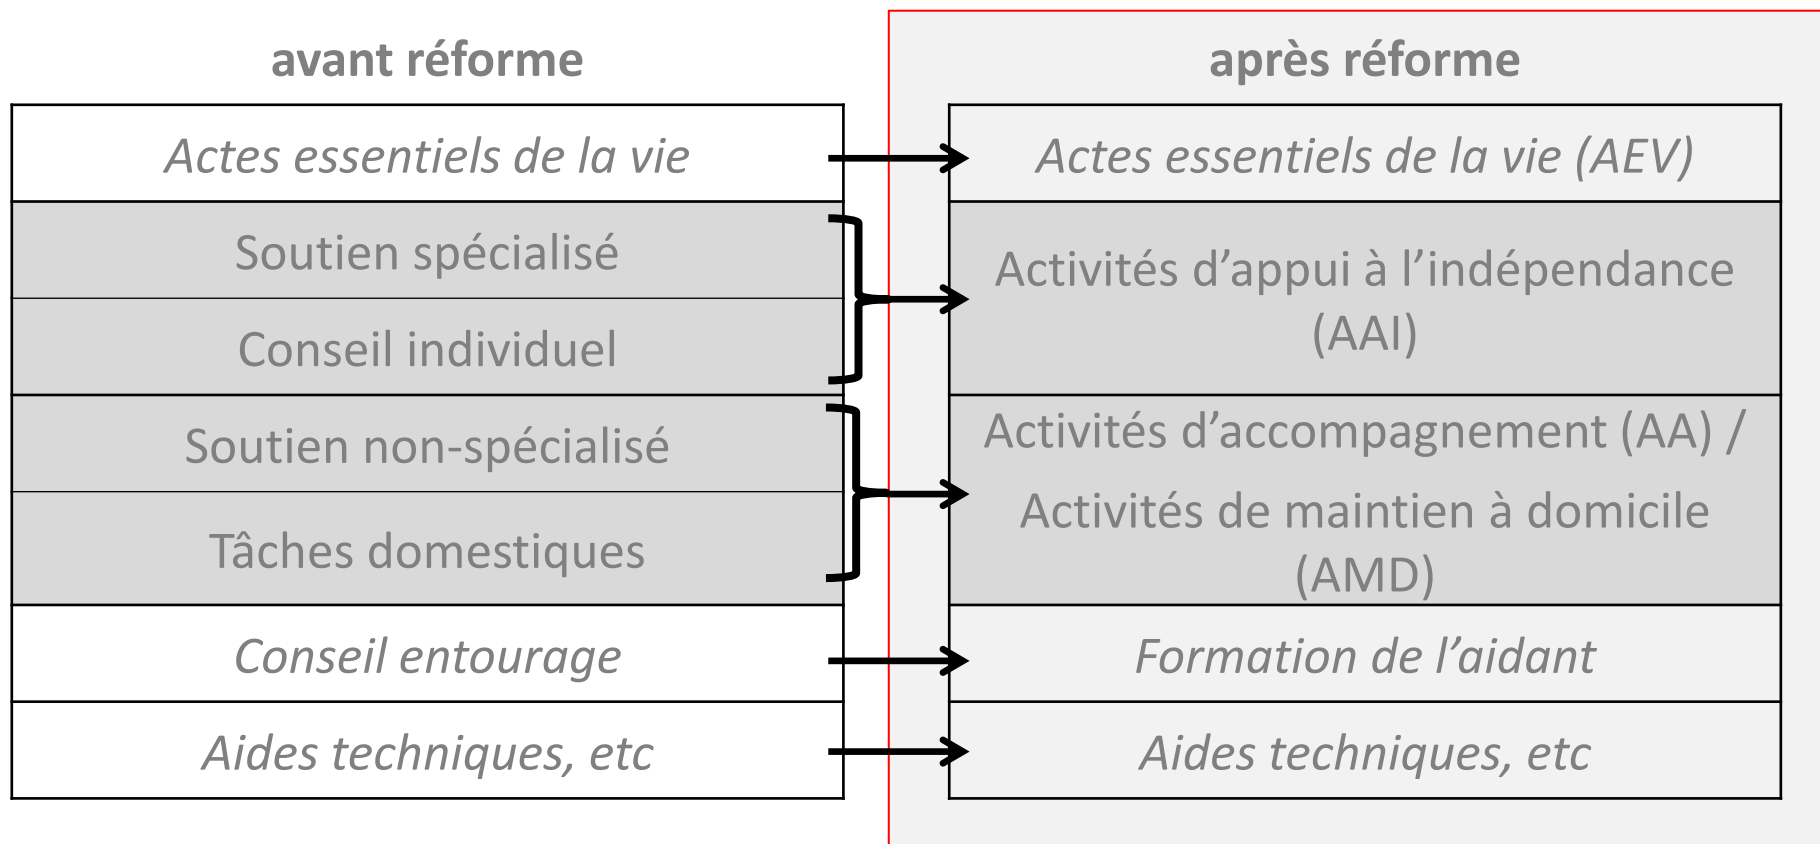 avant réforme
Actes essentiels de la vie
Soutien spécialisé
Conseil individuel
Soutien non-spécialisé
Tâches domestiques
Conseil entourage
Aides techniques, etc
après réforme
Actes essentiels de la vie (AEV)
Activités d’appui à l’indépendance
(AAI)
Activités d’accompagnement (AA) /
Activités de maintien à domicile
(AMD)
Formation de l’aidant
Aides techniques, etc